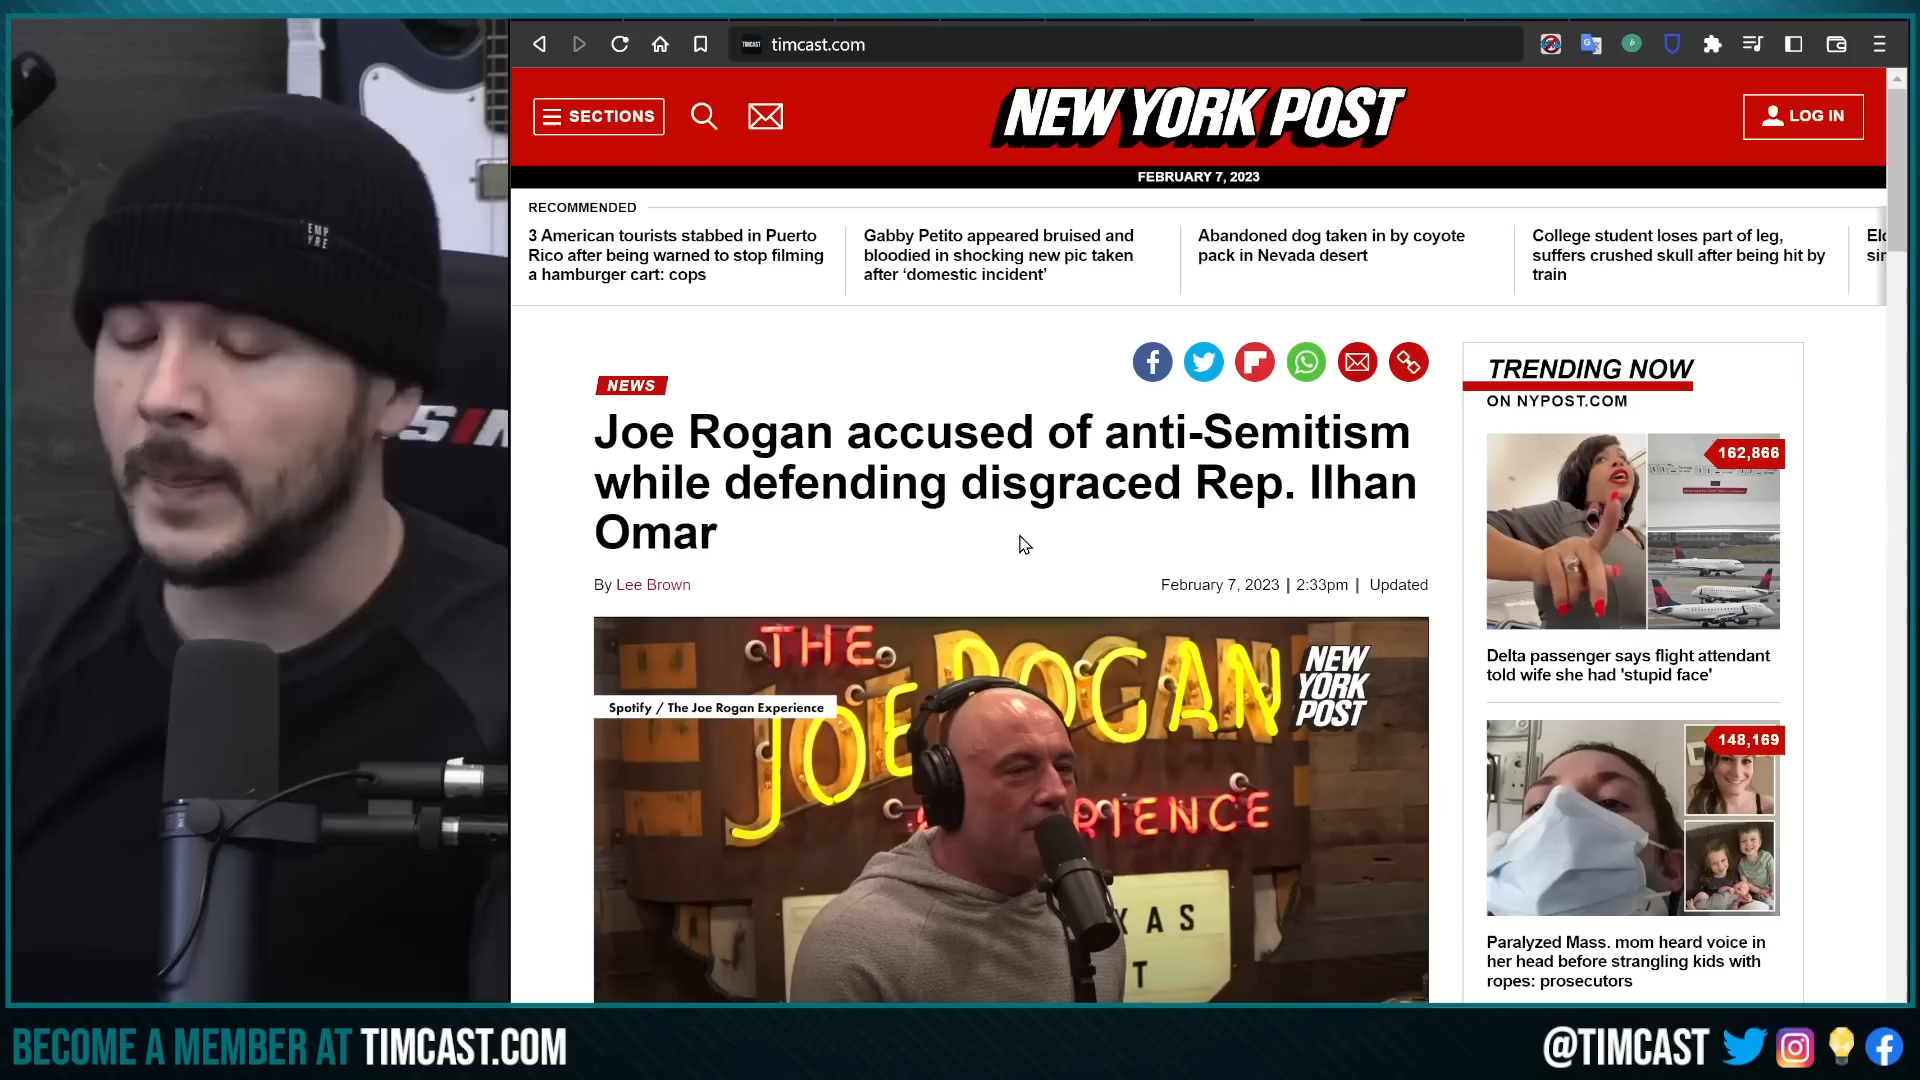 timcast.com
SECTIONS
NEW YORK POST
LOG IN
FEBRUARY 7, 2023
RECOMMENDED
3 American tourists stabbed in Puerto
Rico after being warned to stop filming
a hamburger cart: cops
Gabby Petito appeared bruised and
bloodied in shocking new pic taken
after ‘domestic incident’
Abandoned dog taken in by coyote
pack in Nevada desert
College student loses part of leg,
suffers crushed skull after being hit by
train
EMP
YRE
NEWS
Joe Rogan accused of anti-Semitism
while defending disgraced Rep. Ilhan
Omar
By Lee Brown
February 7, 2023 | 2:33pm | Updated
THE
JOE ROGAN
Spotify / The Joe Rogan Experience
NEW
YORK
POST
TRENDING NOW
ON NYPOST.COM
162,866
Delta passenger says flight attendant
told wife she had 'stupid face'
148,169
Paralyzed Mass. mom heard voice in
her head before strangling kids with
ropes: prosecutors
BECOME A MEMBER AT TIMCAST.COM
@TIMCAST